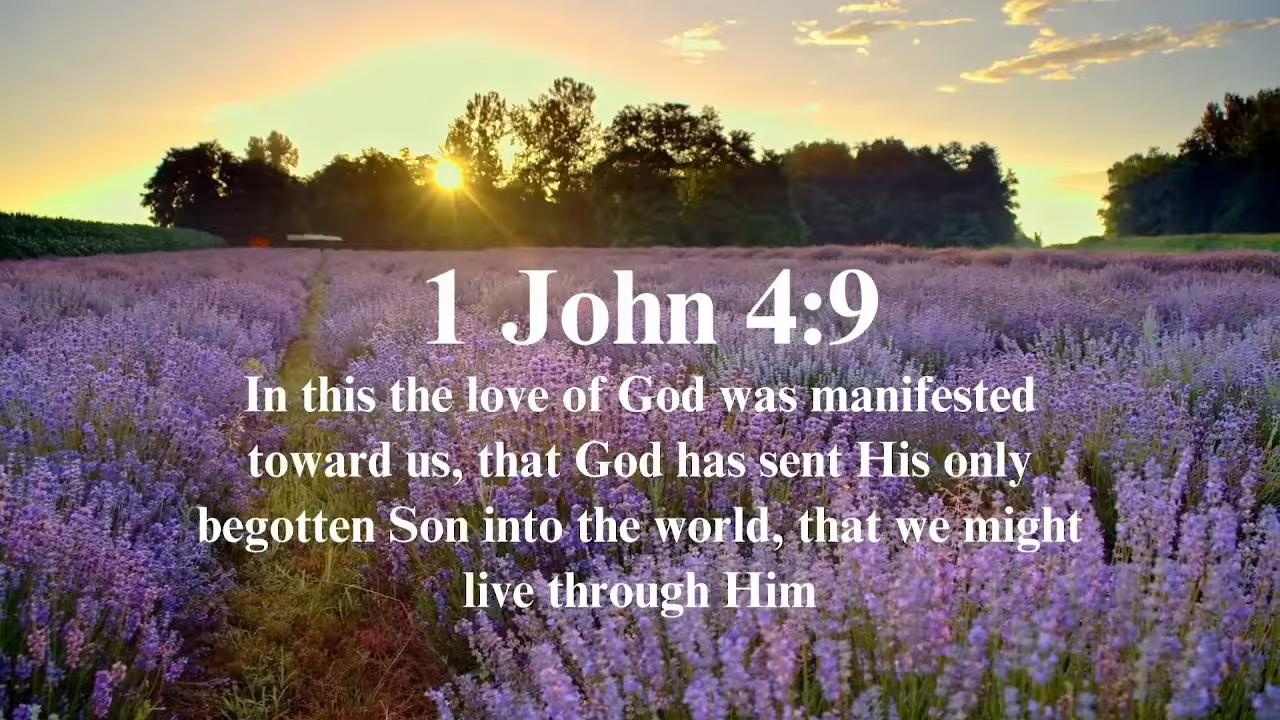 1 John 4:9
In this the love of God was manifested
toward us, that God has sent His only
begotten Son into the world, that we might
live through Him